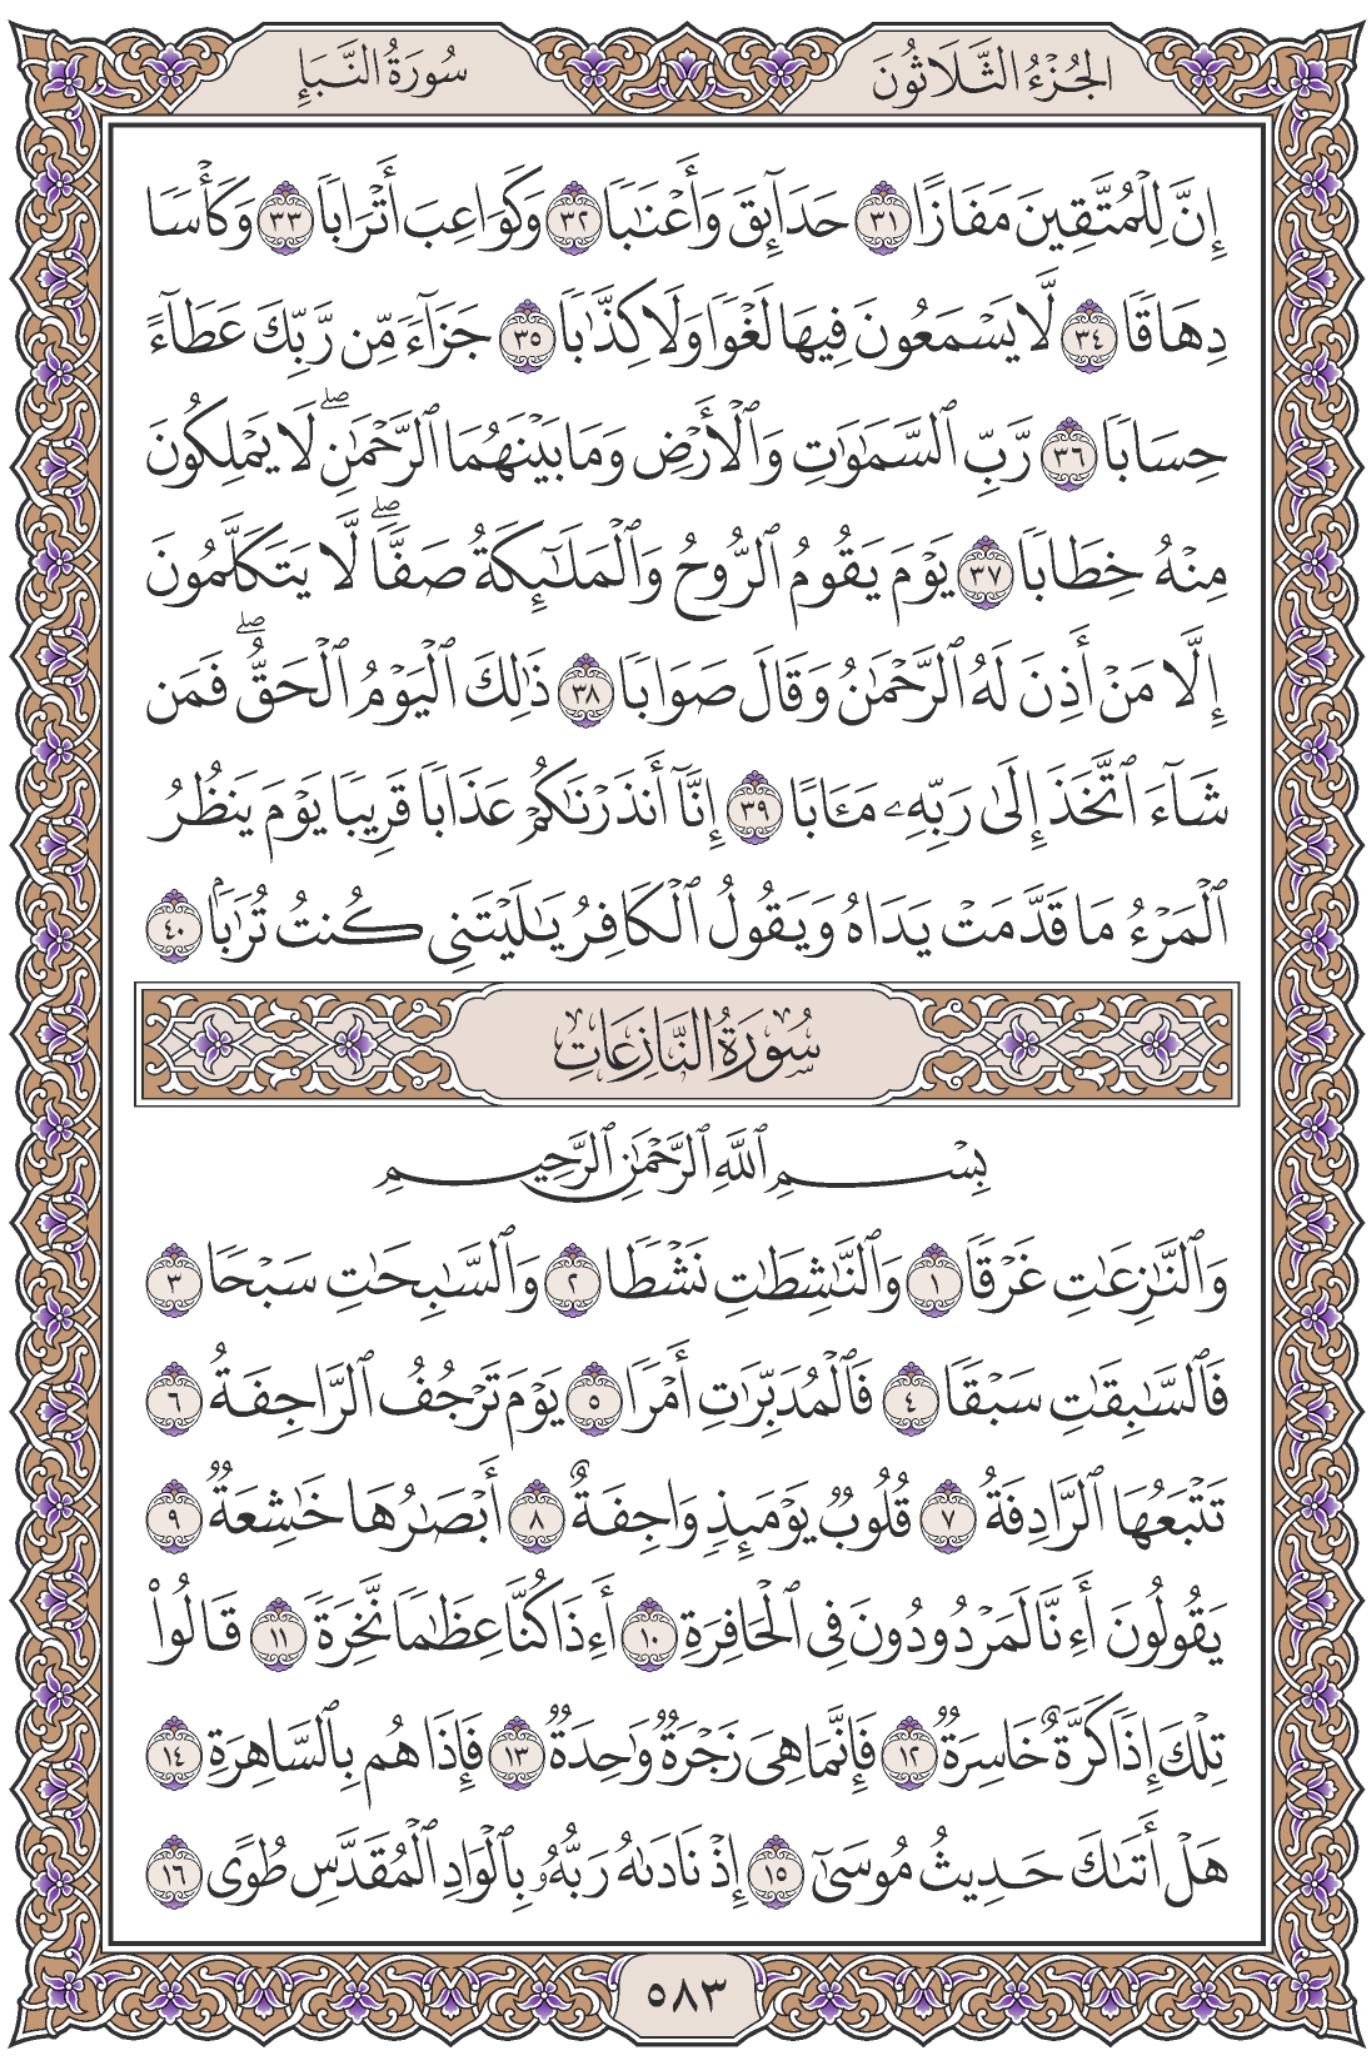 الجُزْءُ الثَّلَاثُونَ
سُورَةُ النَّبَإِ
إِنَّ لِلْمُتَّقِينَ مَفَازًا ٣١ حَدَآئِقَ وَأَعْنَٰبًا ٣٢ وَكَوَاعِبَ أَتْرَابًا ٣٣ وَكَأْسًا
دِهَاقًا ٣٤ لَّا يَسْمَعُونَ فِيهَا لَغْوًا وَلَا كِذَّٰبًا ٣٥ جَزَآءً مِّن رَّبِّكَ عَطَآءً
حِسَابًا ٣٦ رَّبِّ ٱلسَّمَٰوَٰتِ وَٱلْأَرْضِ وَمَا بَيْنَهُمَا ٱلرَّحْمَٰنِۖ لَا يَمْلِكُونَ
مِنْهُ خِطَابًا ٣٧ يَوْمَ يَقُومُ ٱلرُّوحُ وَٱلْمَلَٰٓئِكَةُ صَفًّاۖ لَّا يَتَكَلَّمُونَ
إِلَّا مَنْ أَذِنَ لَهُ ٱلرَّحْمَٰنُ وَقَالَ صَوَابًا ٣٨ ذَٰلِكَ ٱلْيَوْمُ ٱلْحَقُّۖ فَمَن
شَآءَ ٱتَّخَذَ إِلَىٰ رَبِّهِۦ مَـَٔابًا ٣٩ إِنَّآ أَنذَرْنَٰكُمْ عَذَابًا قَرِيبًا يَوْمَ يَنظُرُ
ٱلْمَرْءُ مَا قَدَّمَتْ يَدَاهُ وَيَقُولُ ٱلْكَافِرُ يَٰلَيْتَنِى كُنتُ تُرَٰبَۢا ٤٠
سُورَةُ النَّازِعَاتِ
بِسْمِ ٱللَّهِ ٱلرَّحْمَٰنِ ٱلرَّحِيمِ
وَٱلنَّٰزِعَٰتِ غَرْقًا ١ وَٱلنَّٰشِطَٰتِ نَشْطًا ٢ وَٱلسَّٰبِحَٰتِ سَبْحًا ٣
فَٱلسَّٰبِقَٰتِ سَبْقًا ٤ فَٱلْمُدَبِّرَٰتِ أَمْرًا ٥ يَوْمَ تَرْجُفُ ٱلرَّاجِفَةُ ٦
تَتْبَعُهَا ٱلرَّادِفَةُ ٧ قُلُوبٌ يَوْمَئِذٍ وَاجِفَةٌ ٨ أَبْصَٰرُهَا خَٰشِعَةٌ ٩
يَقُولُونَ أَءِنَّا لَمَرْدُودُونَ فِى ٱلْحَافِرَةِ ١٠ أَءِذَا كُنَّا عِظَٰمًا نَّخِرَةً ١١ قَالُوا۟
تِلْكَ إِذًا كَرَّةٌ خَاسِرَةٌ ١٢ فَإِنَّمَا هِىَ زَجْرَةٌ وَٰحِدَةٌ ١٣ فَإِذَا هُم بِٱلسَّاهِرَةِ ١٤
هَلْ أَتَىٰكَ حَدِيثُ مُوسَىٰٓ ١٥ إِذْ نَادَىٰهُ رَبُّهُۥ بِٱلْوَادِ ٱلْمُقَدَّسِ طُوًى ١٦
٥٨٣